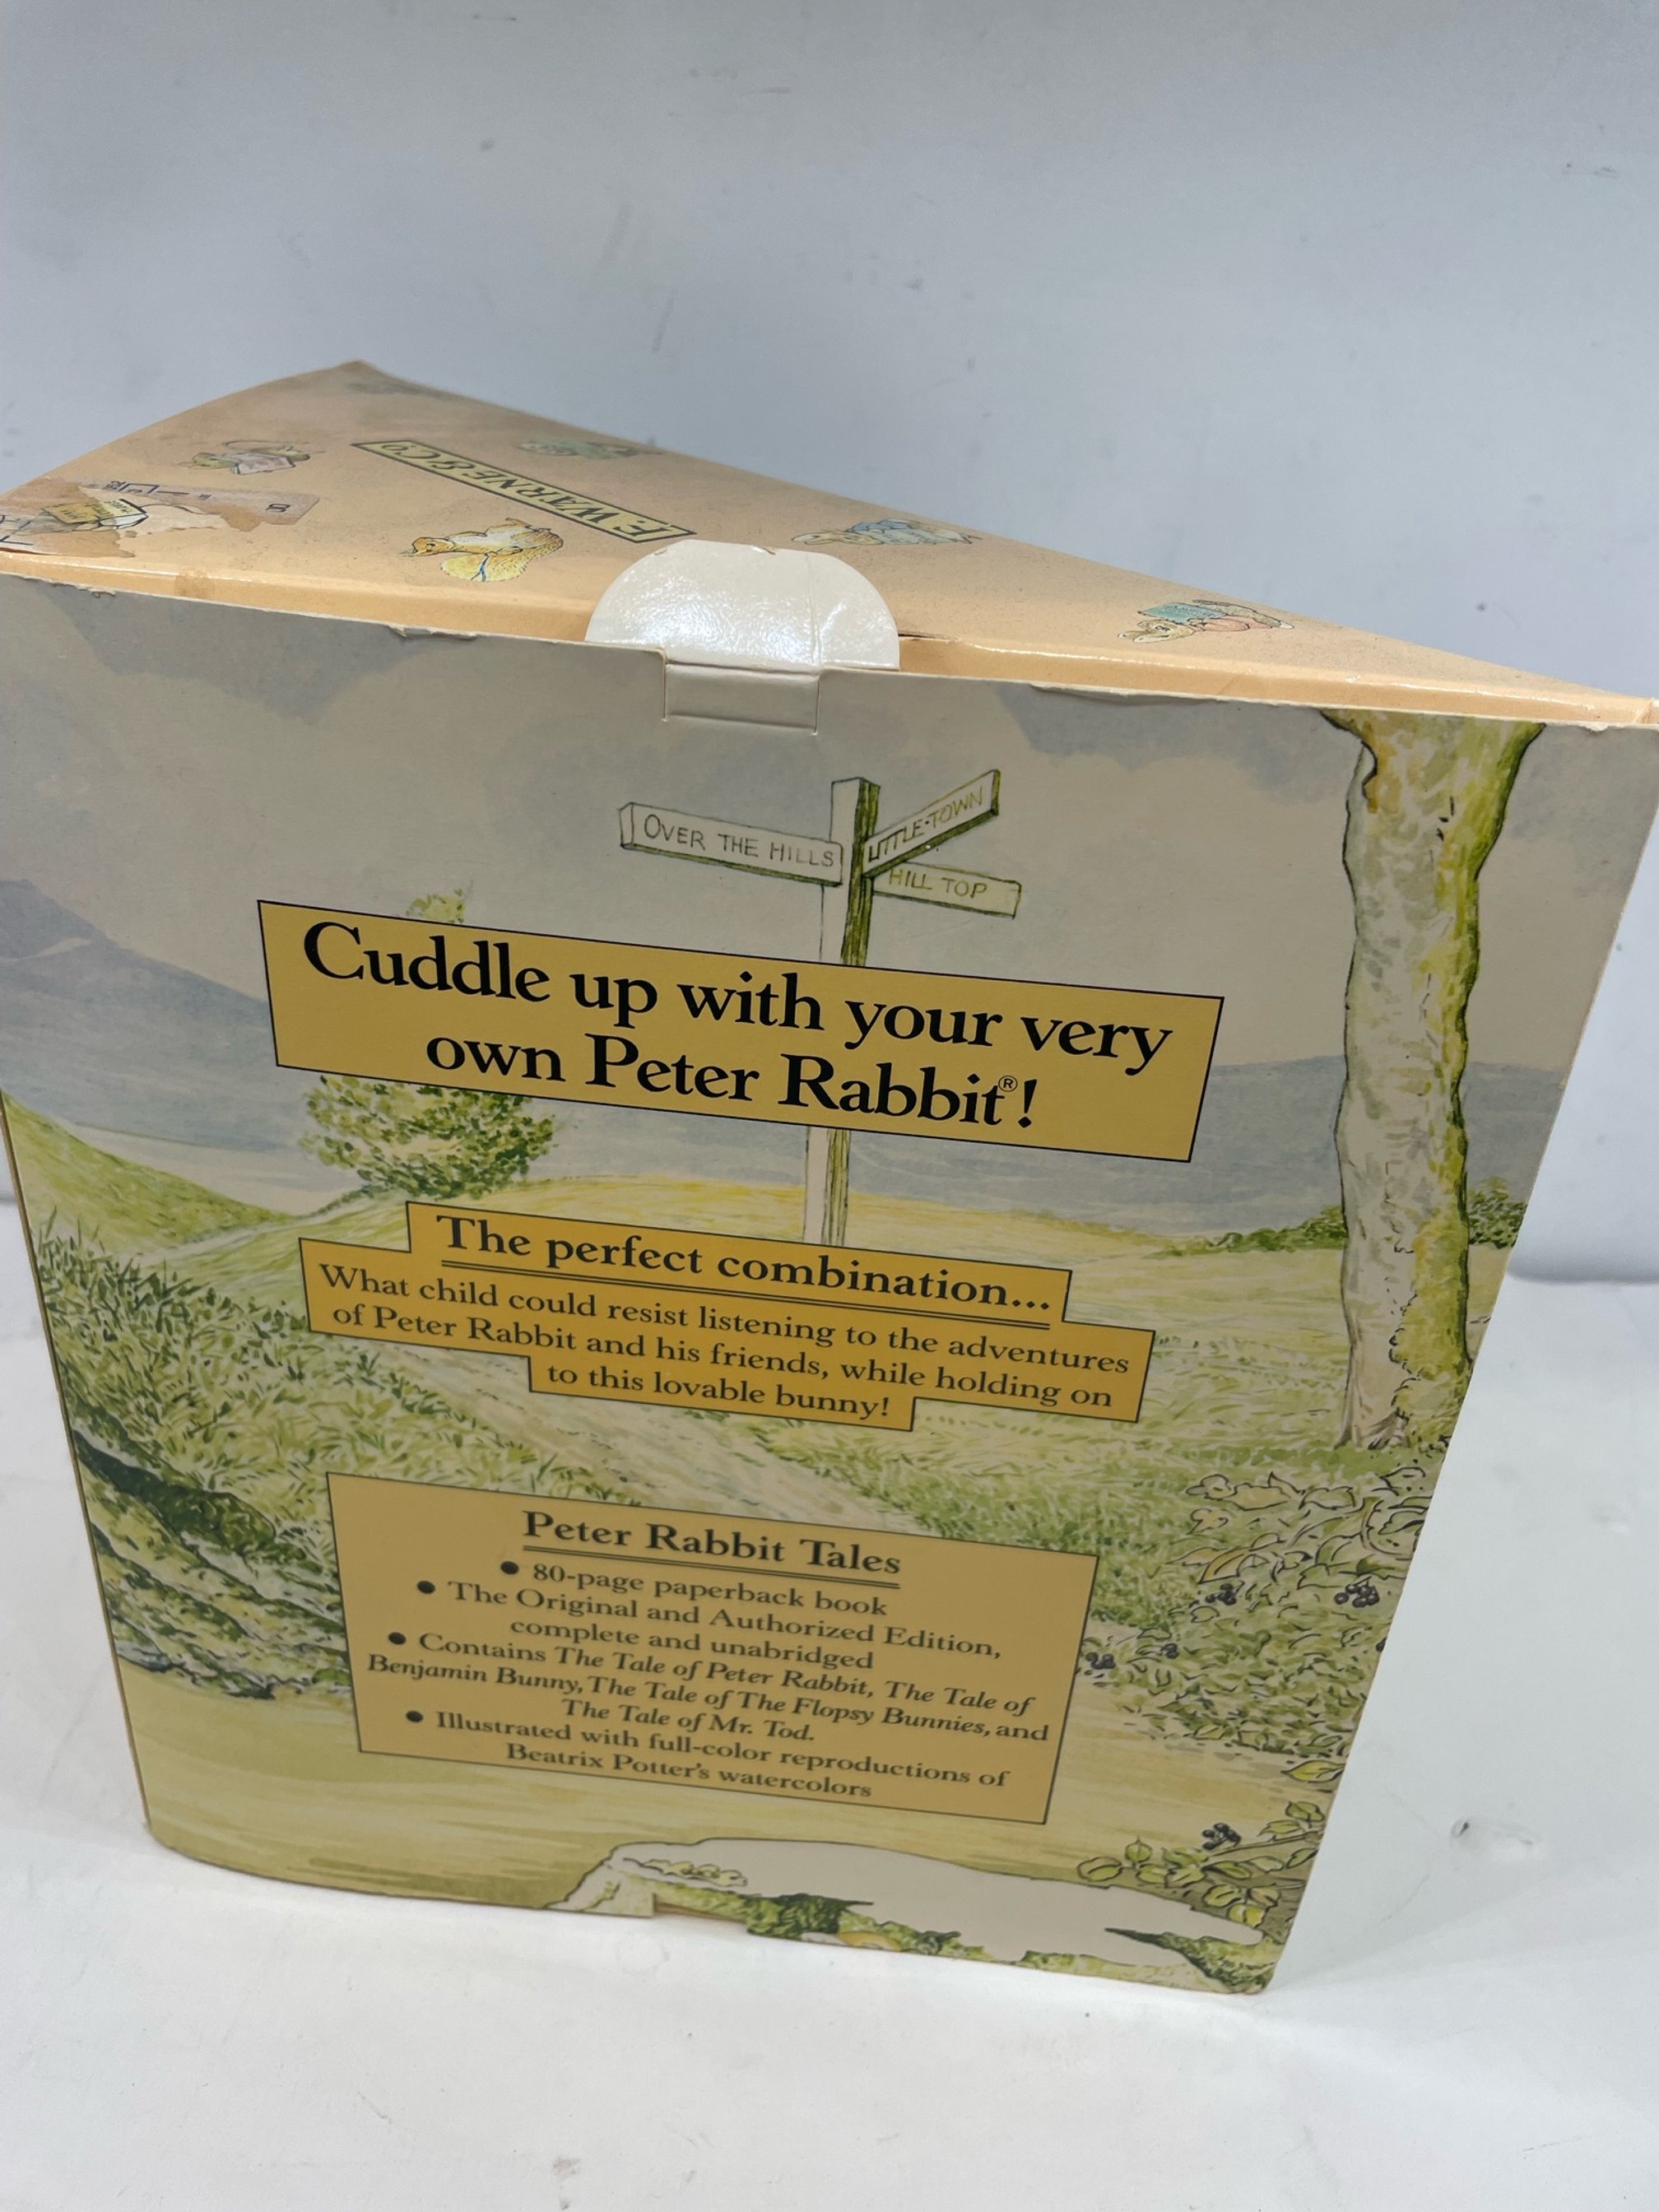 F. WARNE & Co
OVER THE HILLS
LITTLE-TOWN
HILL TOP
Cuddle up with your very
own Peter Rabbit®!
The perfect combination...
What child could resist listening to the adventures
of Peter Rabbit and his friends, while holding on
to this lovable bunny!
Peter Rabbit Tales
• 80-page paperback book
• The Original and Authorized Edition,
complete and unabridged
• Contains The Tale of Peter Rabbit, The Tale of
Benjamin Bunny, The Tale of The Flopsy Bunnies, and
The Tale of Mr. Tod.
• Illustrated with full-color reproductions of
Beatrix Potter's watercolors